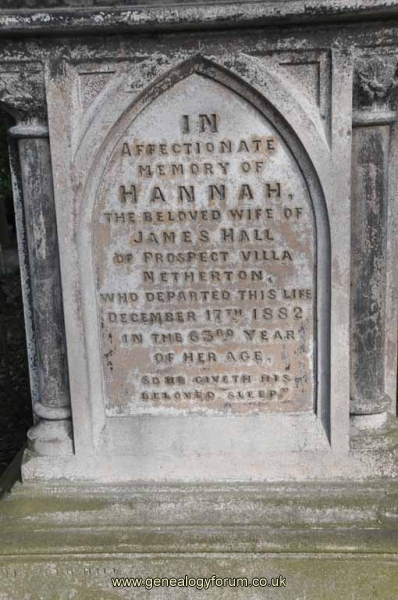 IN
AFFECTIONATE
MEMORY OF
HANNAH,
THE BELOVED WIFE OF
JAMES HALL
OF PROSPECT VILLA
NETHERTON,
WHO DEPARTED THIS LIFE
DECEMBER 17TH 1882
IN THE 63RD YEAR
OF HER AGE,
"SO HE GIVETH HIS
BELOVED SLEEP."
www.genealogyforum.co.uk